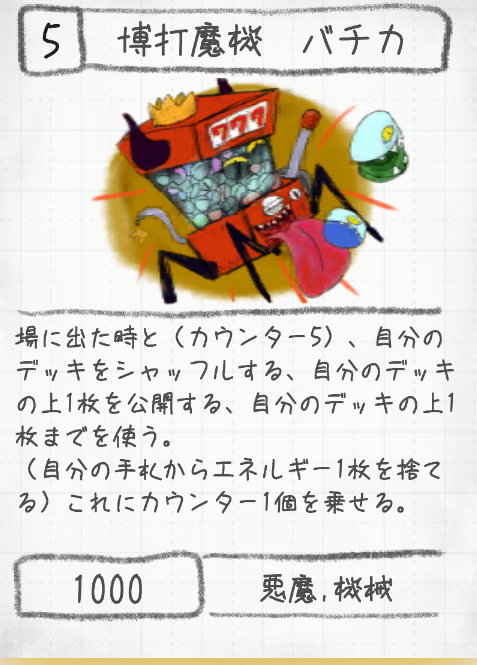 5 博打魔機 バチカ
777
場に出た時と（カウンター5）、自分の
デッキをシャッフルする、自分のデッキ
の上1枚を公開する、自分のデッキの上1
枚までを使う。
（自分の手札からエネルギー1枚を捨て
る）これにカウンター1個を乗せる。
1000 悪魔,機械